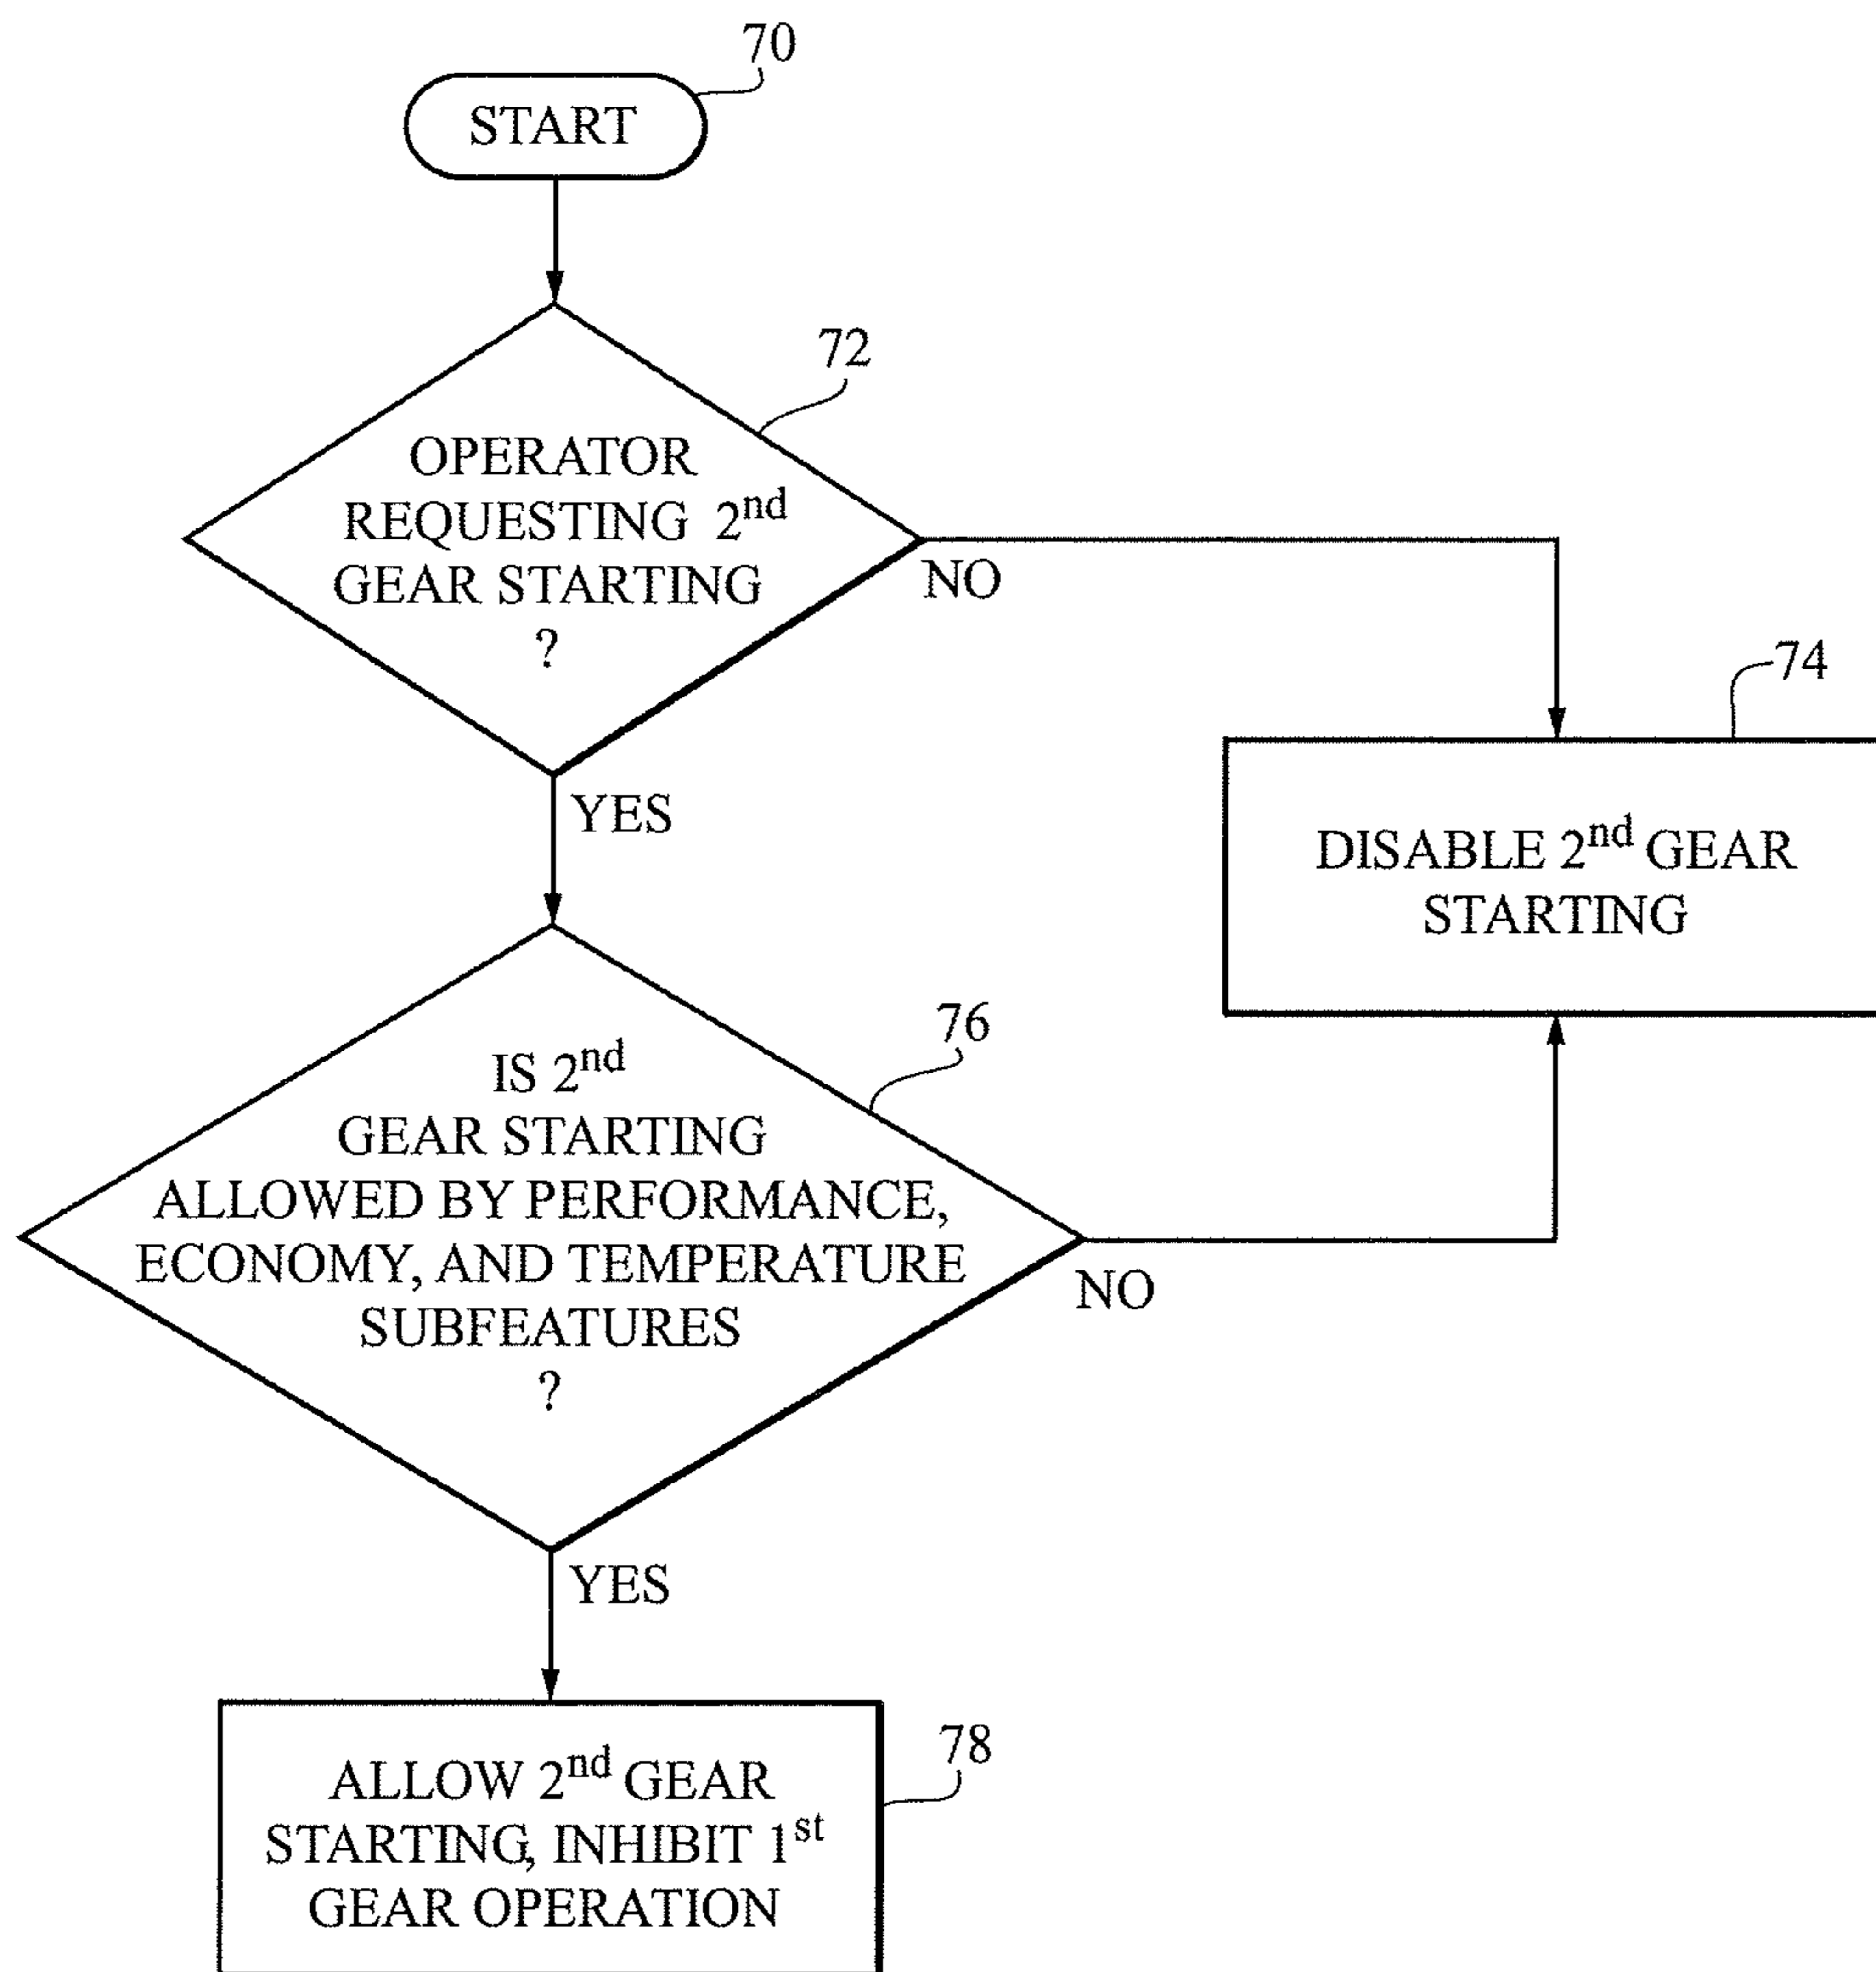 70
START
72
OPERATOR
REQUESTING 2nd
GEAR STARTING
?
NO
YES
74
DISABLE 2nd GEAR
STARTING
76
IS 2nd
GEAR STARTING
ALLOWED BY PERFORMANCE,
ECONOMY, AND TEMPERATURE
SUBFEATURES
?
NO
YES
78
ALLOW 2nd GEAR
STARTING, INHIBIT 1st
GEAR OPERATION